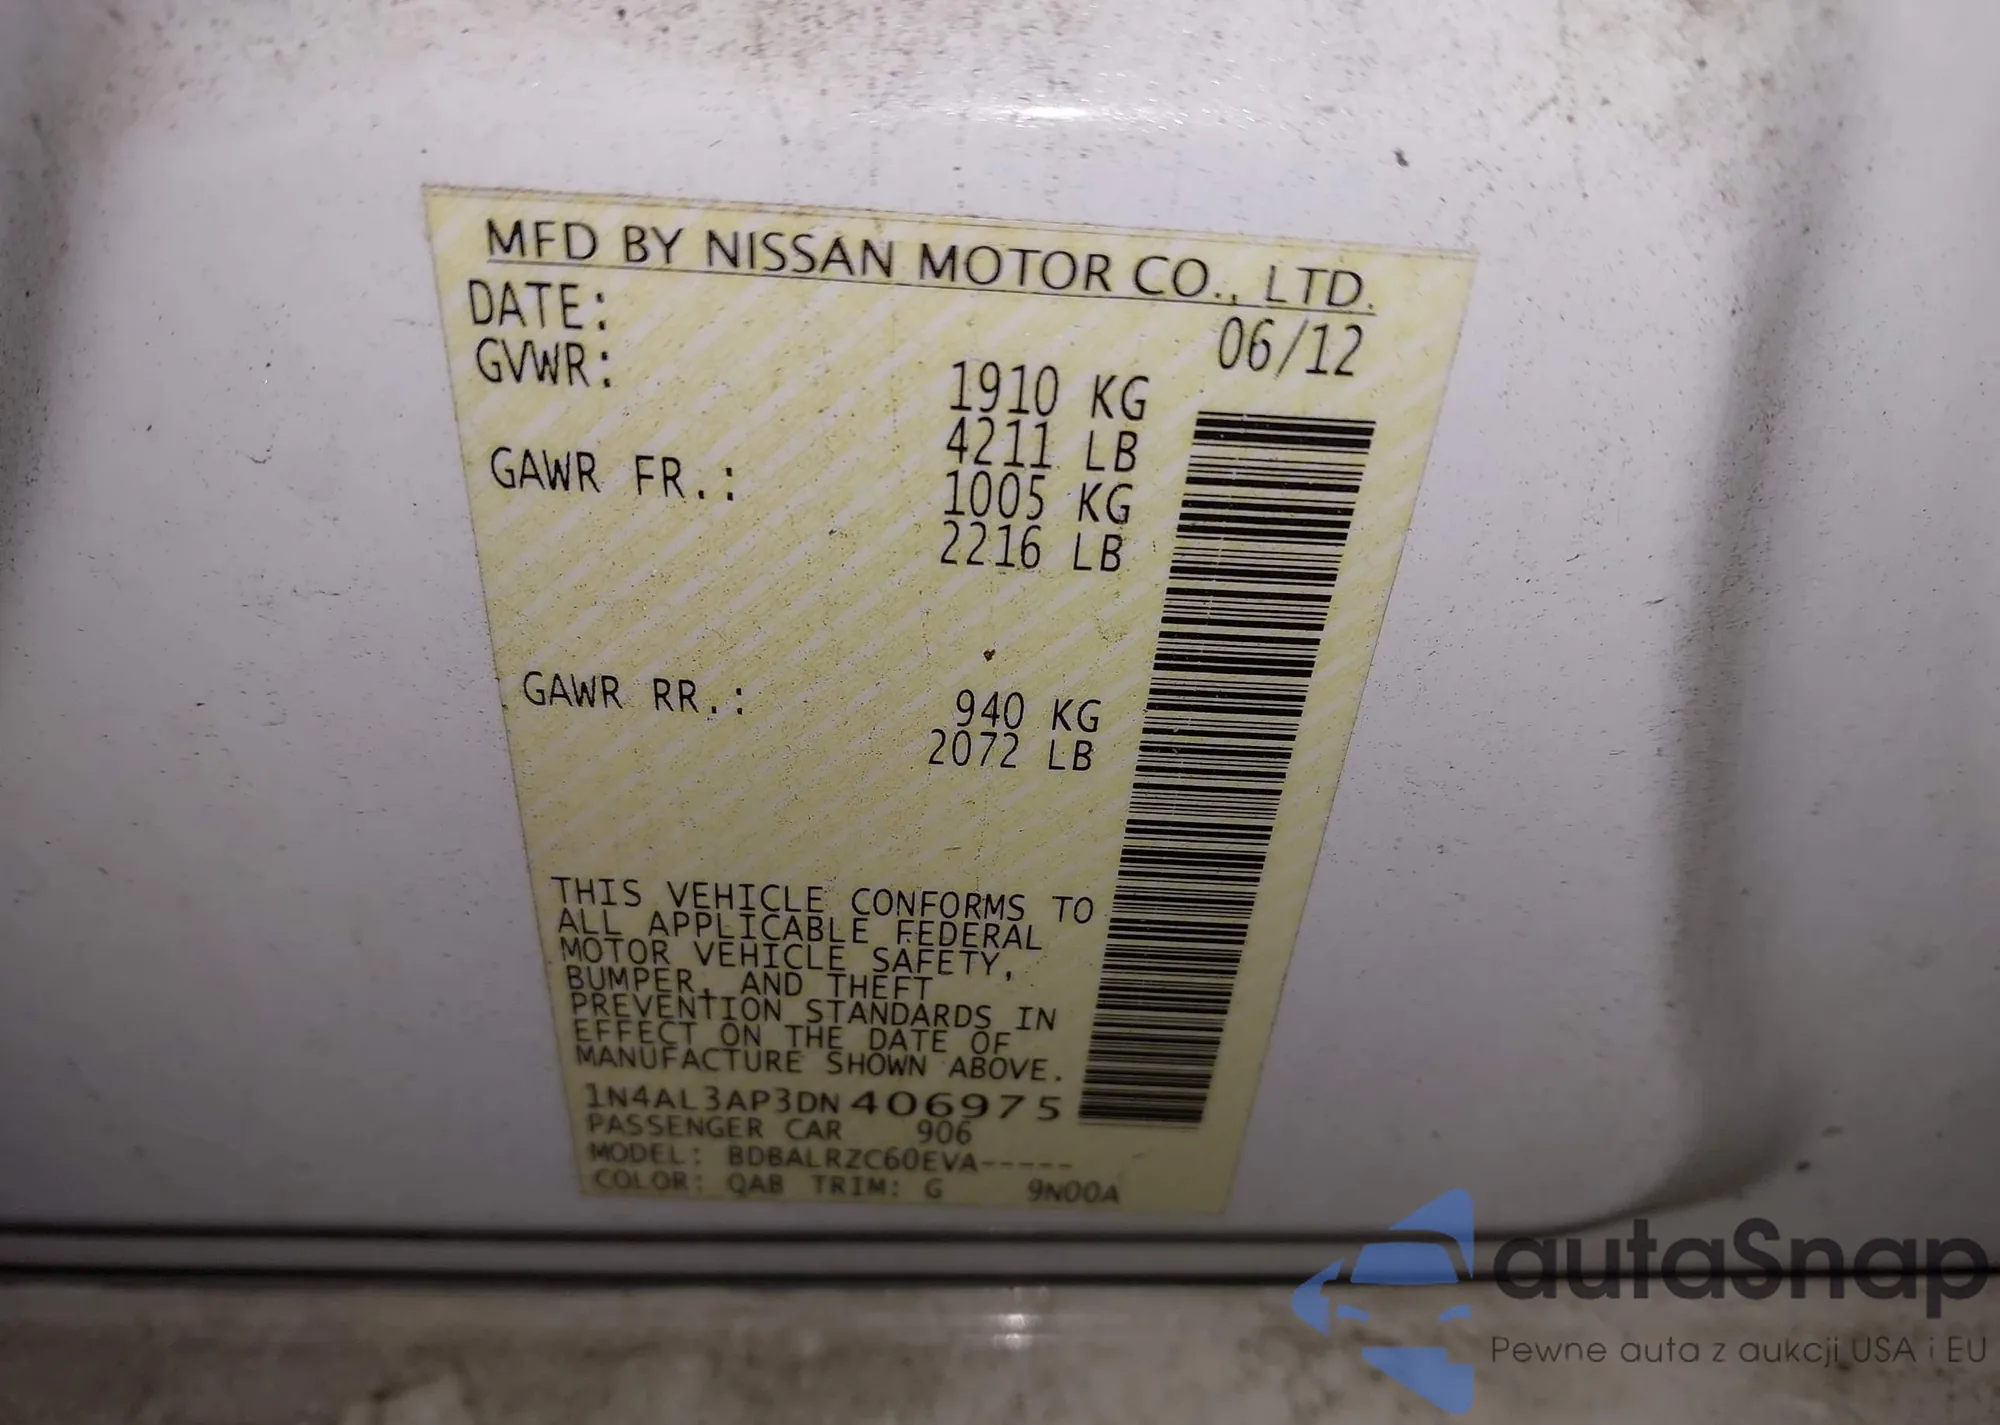 MFD BY NISSAN MOTOR CO., LTD.
DATE: 06/12
GVWR: 1910 KG
4211 LB
GAWR FR.: 1005 KG
2216 LB
GAWR RR.: 940 KG
2072 LB
THIS VEHICLE CONFORMS TO
ALL APPLICABLE FEDERAL
MOTOR VEHICLE SAFETY,
BUMPER, AND THEFT
PREVENTION STANDARDS IN
EFFECT ON THE DATE OF
MANUFACTURE SHOWN ABOVE.
1N4AL3AP3DN406975
PASSENGER CAR 906
MODEL: BDBALRZC60EVA-----
COLOR: QAB TRIM: G 9N00A
autaSnap
Pewne auta z aukcji USA i EU